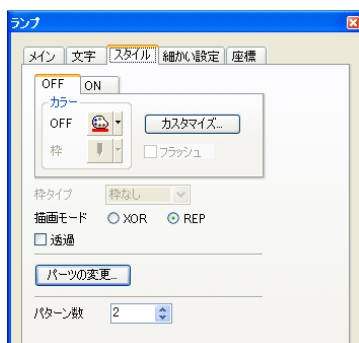 ランプ
メイン 文字 スタイル 細かい設定 座標
OFF ON
カラー
OFF カスタマイズ...
枠 フラッシュ
枠タイプ 枠なし
描画モード XOR REP
透過
パーツの変更...
パターン数 2